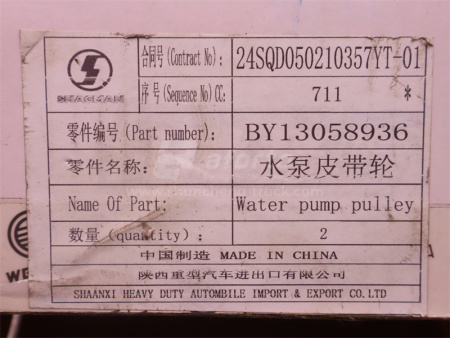 合同号(Contract No): 24SQD050210357YT-01
SHACMAN
序 号(Sequence No)CC: 711 *
零件编号(Part number): BY13058936
零件名称: 水泵皮带轮
Name Of Part: Water pump pulley
数量(quantity): 2
中国制造 MADE IN CHINA
陕西重型汽车进出口有限公司
SHAANXI HEAVY DUTY AUTOMBILE IMPORT & EXPORT CO.LTD
WE